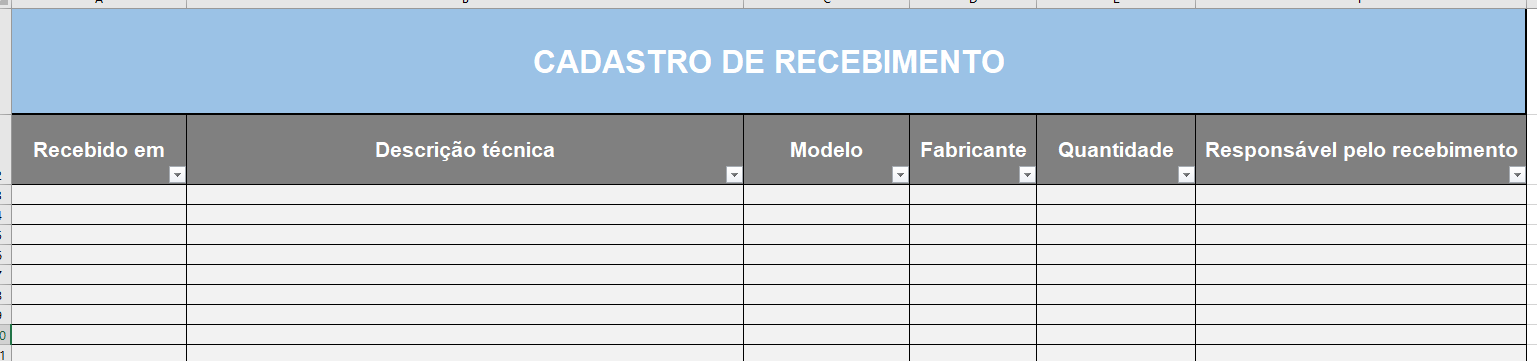 CADASTRO DE RECEBIMENTO
Recebido em Descrição técnica Modelo Fabricante Quantidade Responsável pelo recebimento